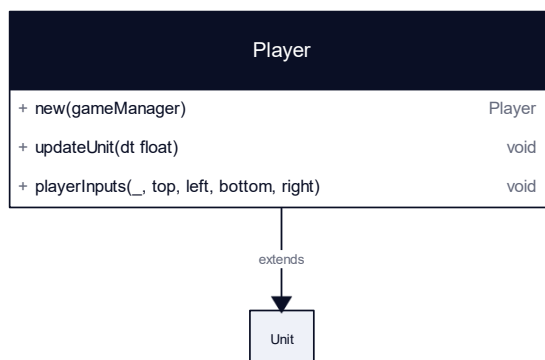 Player
+ new(gameManager) Player
+ updateUnit(dt float) void
+ playerInputs(_, top, left, bottom, right) void
extends
Unit